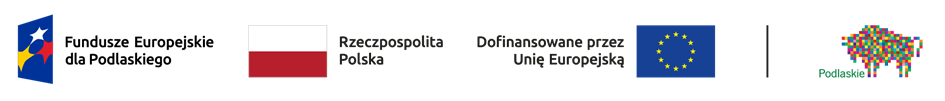 Fundusze Europejskie
dla Podlaskiego
Rzeczpospolita
Polska
Dofinansowane przez
Unię Europejską
Podlaskie